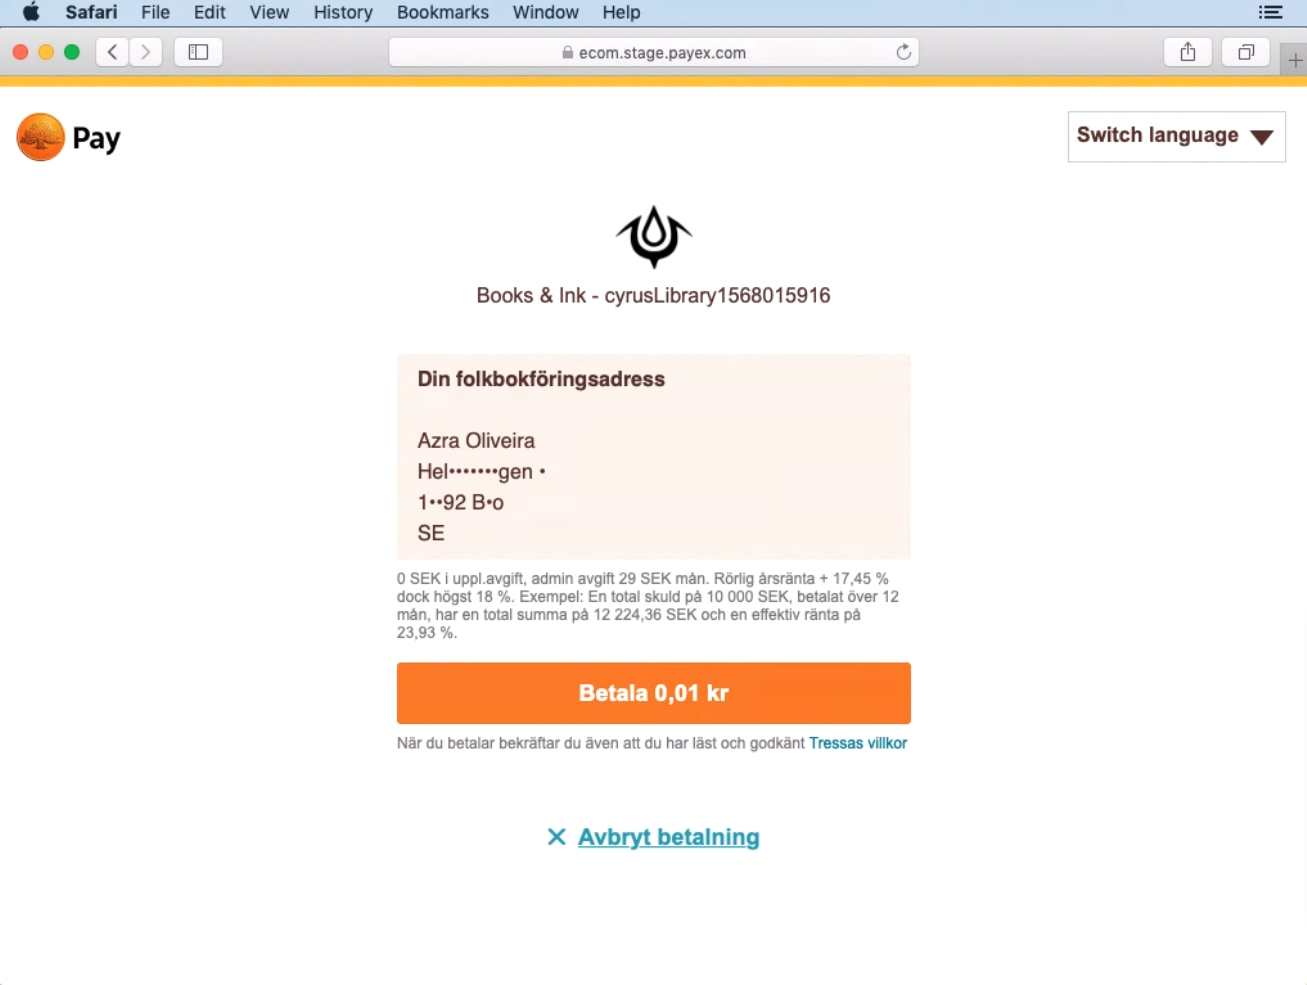 Safari File Edit View History Bookmarks Window Help
ecom.stage.payex.com
Pay
Switch language
Books & Ink - cyrusLibrary1568015916
Din folkbokföringsadress
Azra Oliveira
Hel•••••••gen •
1••92 B•o
SE
0 SEK i uppl.avgift, admin avgift 29 SEK mån. Rörlig årsränta + 17,45 %
dock högst 18 %. Exempel: En total skuld på 10 000 SEK, betalat över 12
mån, har en total summa på 12 224,36 SEK och en effektiv ränta på
23,93 %.
Betala 0,01 kr
När du betalar bekräftar du även att du har läst och godkänt Tressas villkor
Avbryt betalning